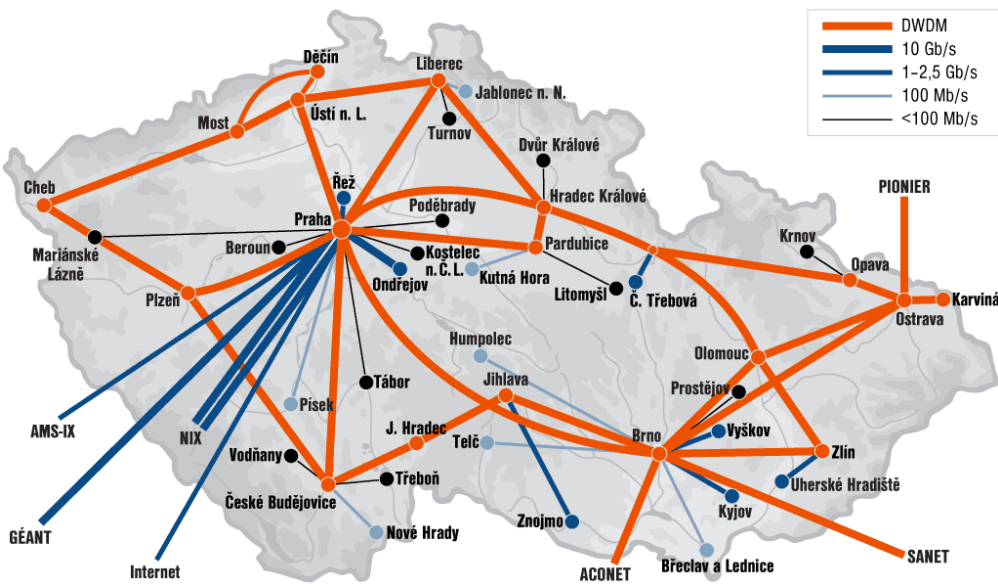 DWDM
10 Gb/s
1–2,5 Gb/s
100 Mb/s
<100 Mb/s
Děčín
Liberec
Jablonec n. N.
Ústí n. L.
Most
Turnov
Dvůr Králové
Cheb
Řež
Hradec Králové
PIONIER
Praha
Poděbrady
Mariánské
Lázně
Beroun
Kostelec
n. Č. L.
Pardubice
Krnov
Opava
Ondřejov
Kutná Hora
Litomyšl
Č. Třebová
Plzeň
Karviná
Ostrava
Humpolec
Olomouc
Jihlava
Prostějov
Tábor
Písek
AMS-IX
NIX
J. Hradec
Telč
Brno
Vyškov
Zlín
Vodňany
Třeboň
Uherské Hradiště
České Budějovice
Kyjov
Znojmo
Nové Hrady
GÉANT
Internet
ACONET
Břeclav a Lednice
SANET